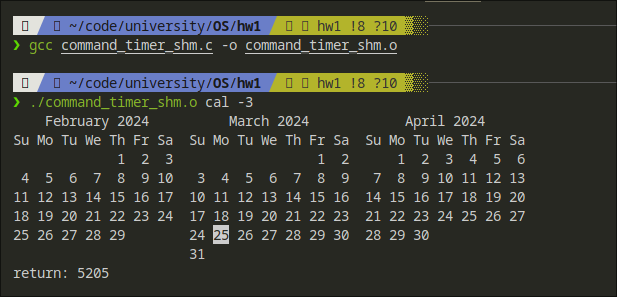 ~/code/university/OS/hw1 hw1 !8 ?10
❯ gcc command_timer_shm.c -o command_timer_shm.o
~/code/university/OS/hw1 hw1 !8 ?10
❯ ./command_timer_shm.o cal -3
February 2024 March 2024 April 2024
Su Mo Tu We Th Fr Sa Su Mo Tu We Th Fr Sa Su Mo Tu We Th Fr Sa
1 2 3 1 2 1 2 3 4 5 6
4 5 6 7 8 9 10 3 4 5 6 7 8 9 7 8 9 10 11 12 13
11 12 13 14 15 16 17 10 11 12 13 14 15 16 14 15 16 17 18 19 20
18 19 20 21 22 23 24 17 18 19 20 21 22 23 21 22 23 24 25 26 27
25 26 27 28 29 24 25 26 27 28 29 30 28 29 30
31
return: 5205